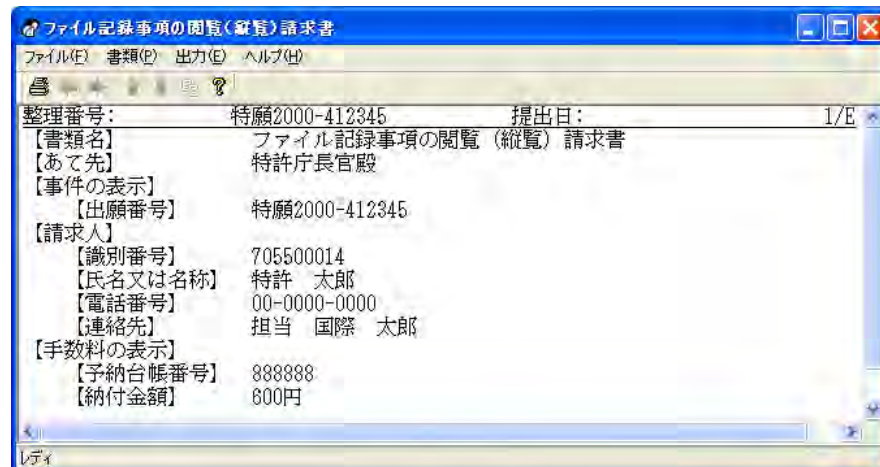 ファイル記録事項の閲覧(縦覧)請求書
ファイル(F) 書類(P) 出力(E) ヘルプ(H)
整理番号: 特願2000-412345 提出日: 1/E
【書類名】 ファイル記録事項の閲覧(縦覧)請求書
【あて先】 特許庁長官殿
【事件の表示】
【出願番号】 特願2000-412345
【請求人】
【識別番号】 705500014
【氏名又は名称】 特許 太郎
【電話番号】 00-0000-0000
【連絡先】 担当 国際 太郎
【手数料の表示】
【予納台帳番号】 888888
【納付金額】 600円
レディ